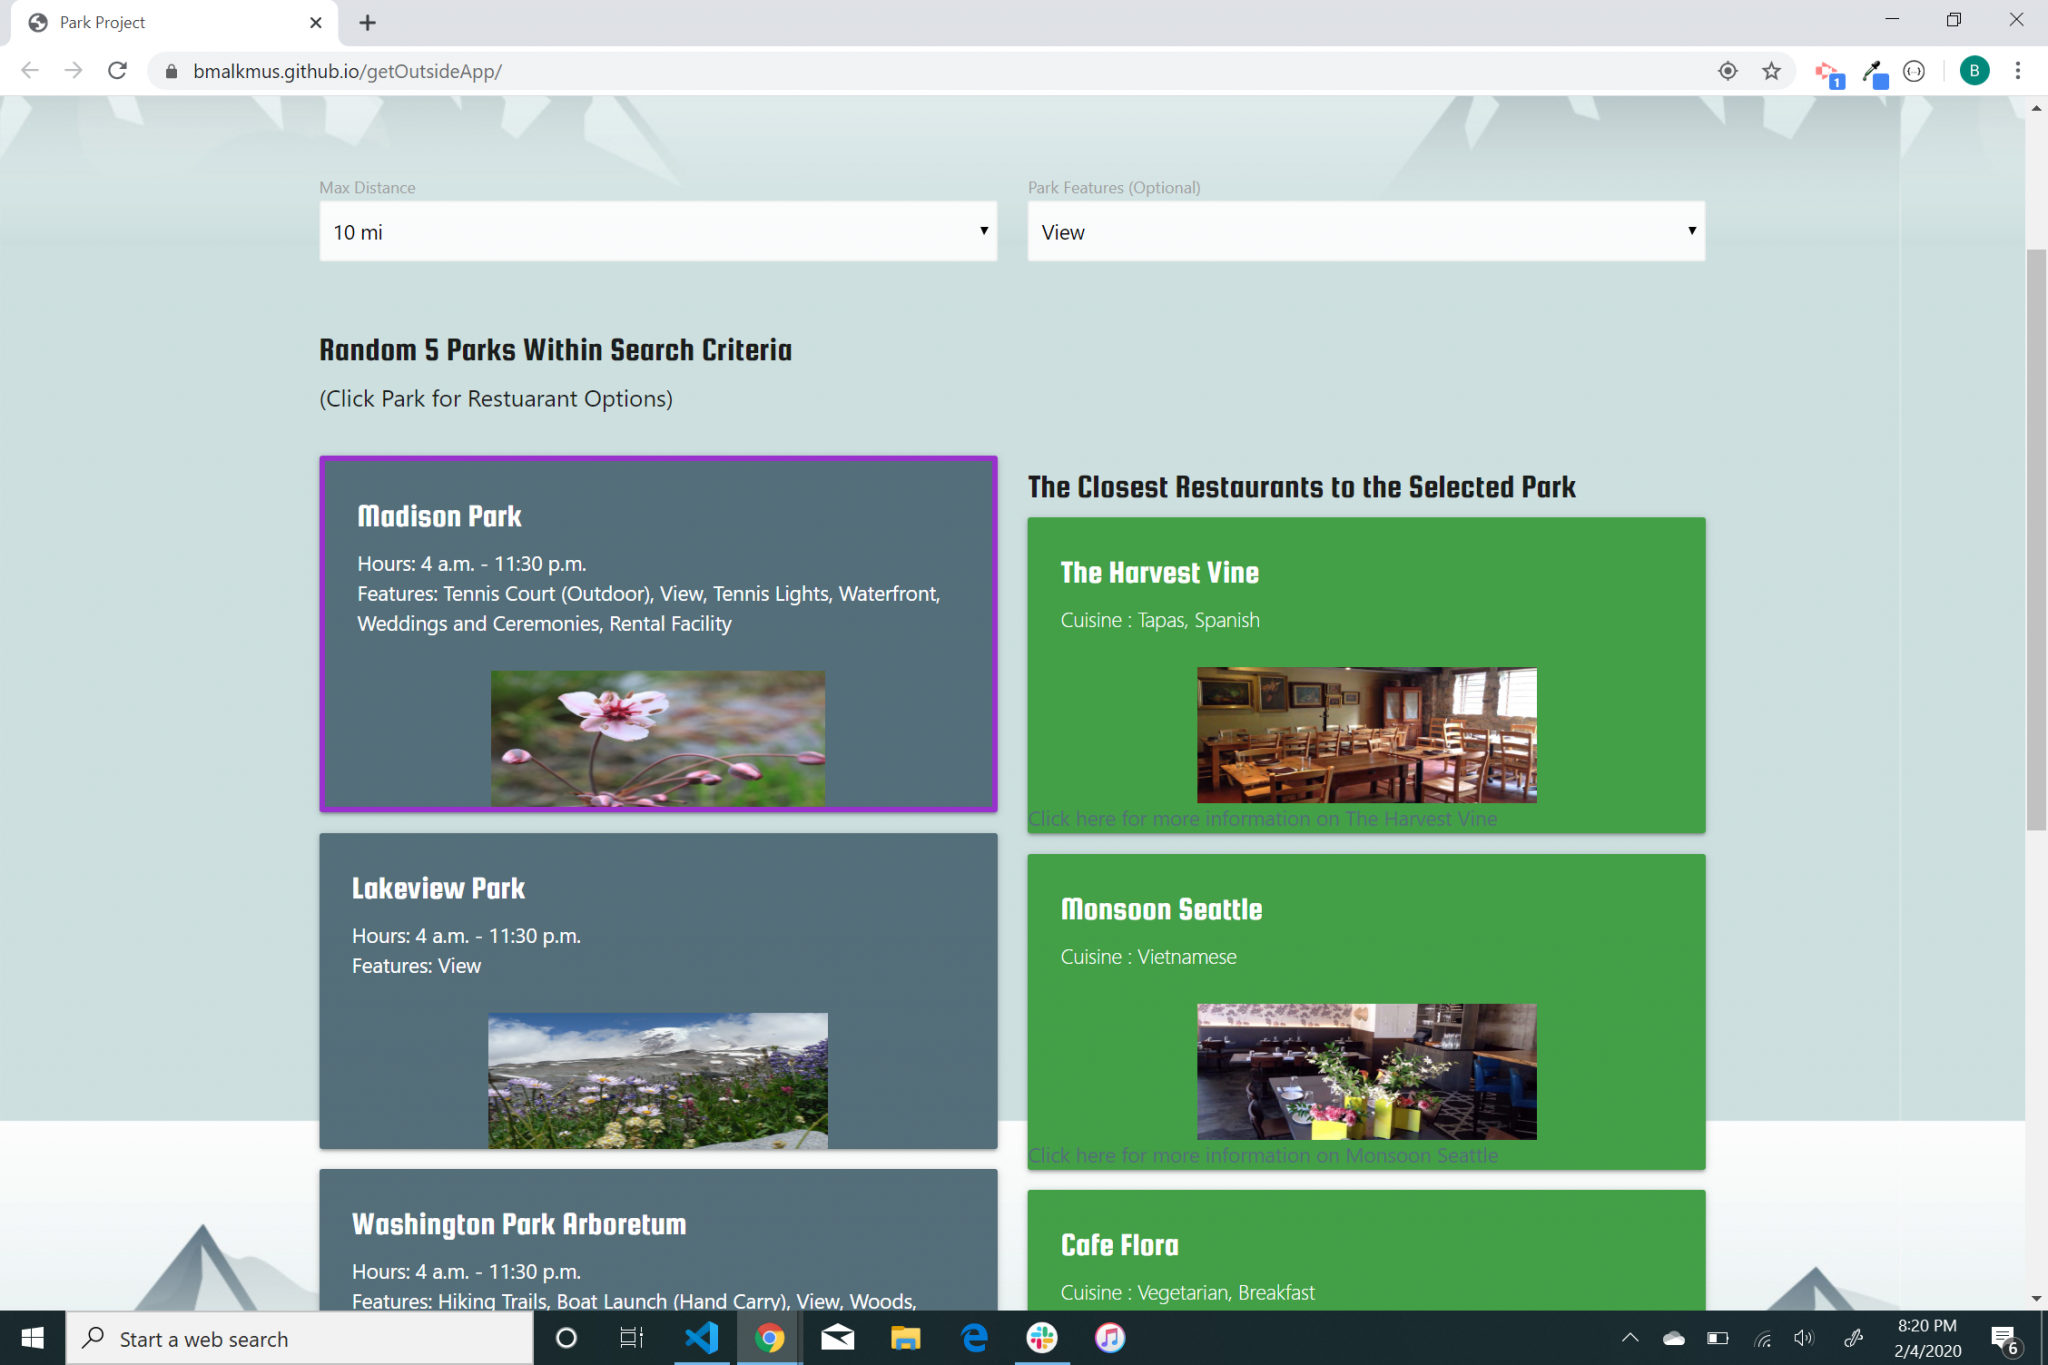 Park Project
bmalkmus.github.io/getOutsideApp/
1
B
Max Distance
Park Features (Optional)
10 mi
View
Random 5 Parks Within Search Criteria
(Click Park for Restuarant Options)
Madison Park
Hours: 4 a.m. - 11:30 p.m.
Features: Tennis Court (Outdoor), View, Tennis Lights, Waterfront,
Weddings and Ceremonies, Rental Facility
Lakeview Park
Hours: 4 a.m. - 11:30 p.m.
Features: View
Washington Park Arboretum
Hours: 4 a.m. - 11:30 p.m.
Features: Hiking Trails, Boat Launch (Hand Carry), View, Woods,
The Closest Restaurants to the Selected Park
The Harvest Vine
Cuisine : Tapas, Spanish
Click here for more information on The Harvest Vine
Monsoon Seattle
Cuisine : Vietnamese
Click here for more information on Monsoon Seattle
Cafe Flora
Cuisine : Vegetarian, Breakfast
Start a web search
8:20 PM
2/4/2020
6